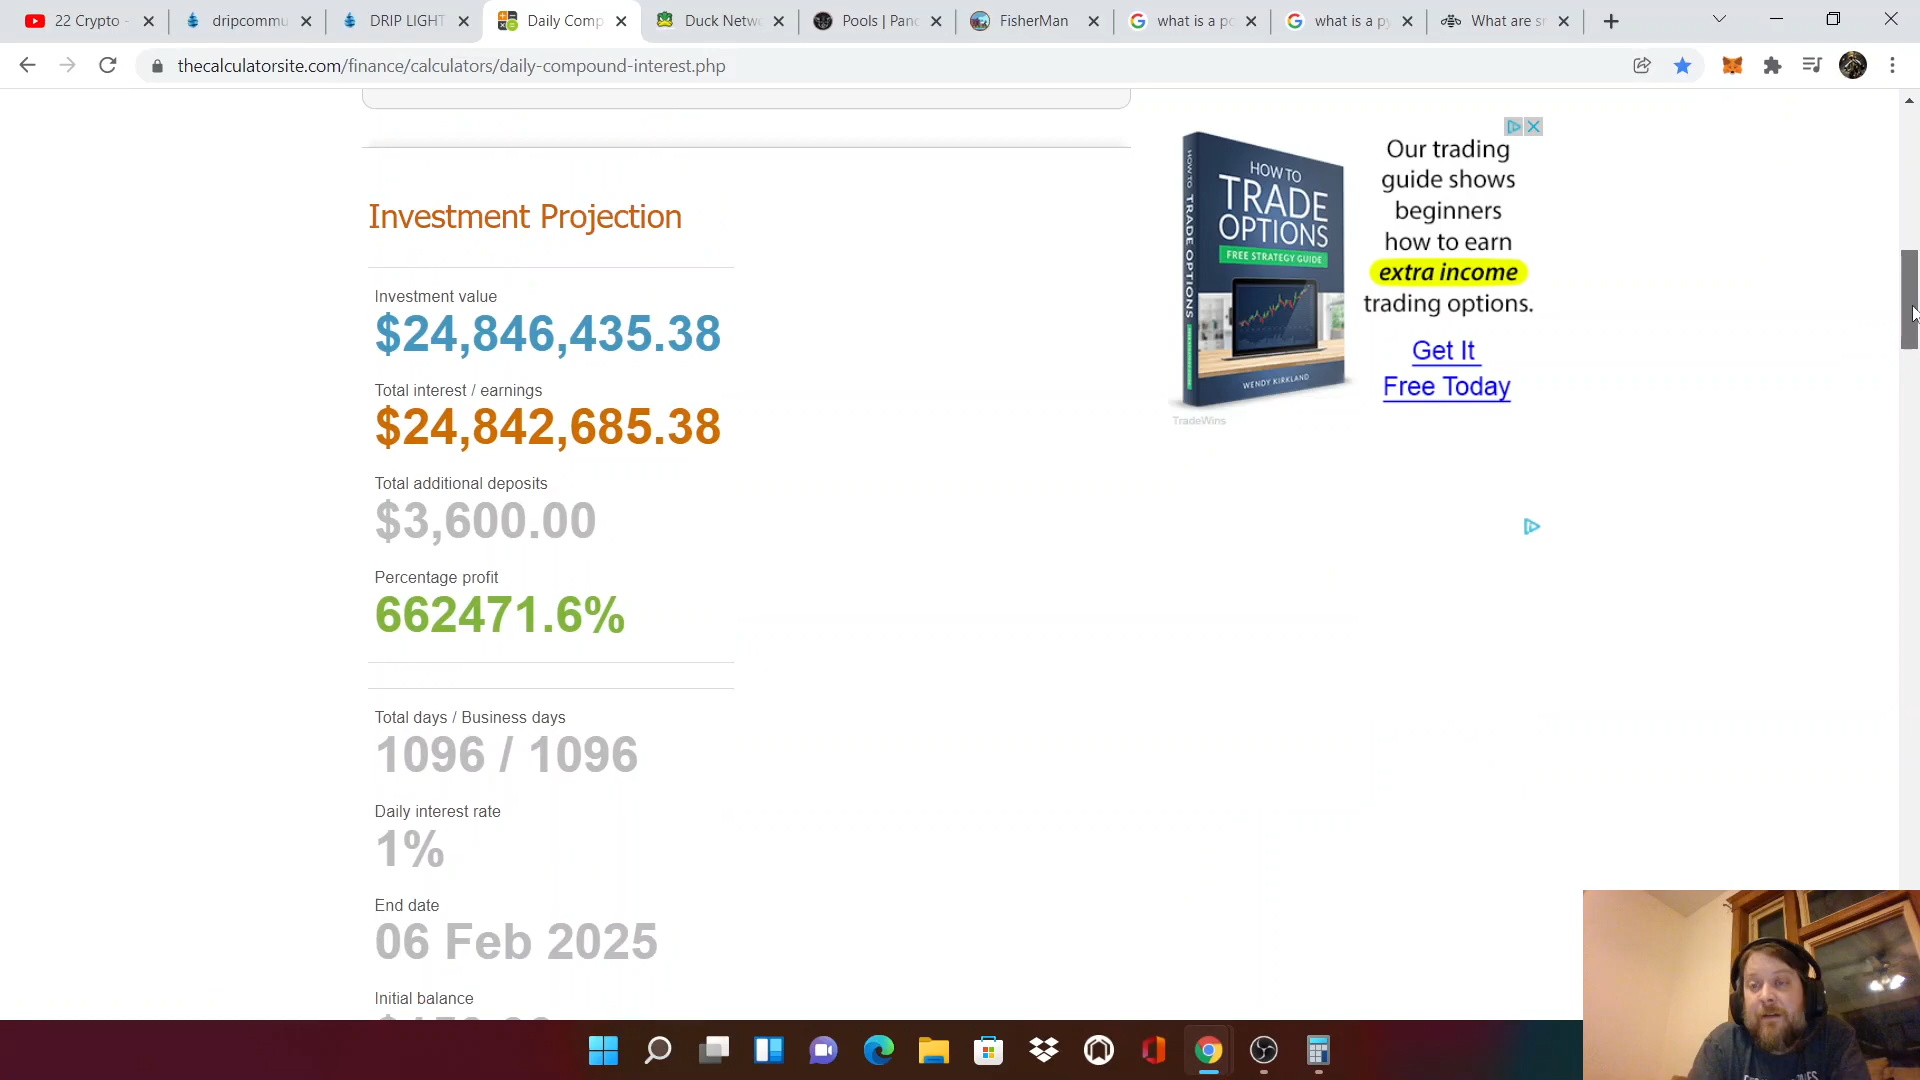 22 Crypto -
dripcommu
DRIP LIGHT
Daily Comp
Duck Netw
Pools | Pan
FisherMan
what is a po
what is a py
What are sm
thecalculatorsite.com/finance/calculators/daily-compound-interest.php
Investment Projection
Investment value
$24,846,435.38
Total interest / earnings
$24,842,685.38
Total additional deposits
$3,600.00
Percentage profit
662471.6%
Total days / Business days
1096 / 1096
Daily interest rate
1%
End date
06 Feb 2025
Initial balance
HOW TO TRADE OPTIONS
HOW TO
TRADE
OPTIONS
FREE STRATEGY GUIDE
WENDY KIRKLAND
TradeWins
Our trading
guide shows
beginners
how to earn
extra income
trading options.
Get It
Free Today